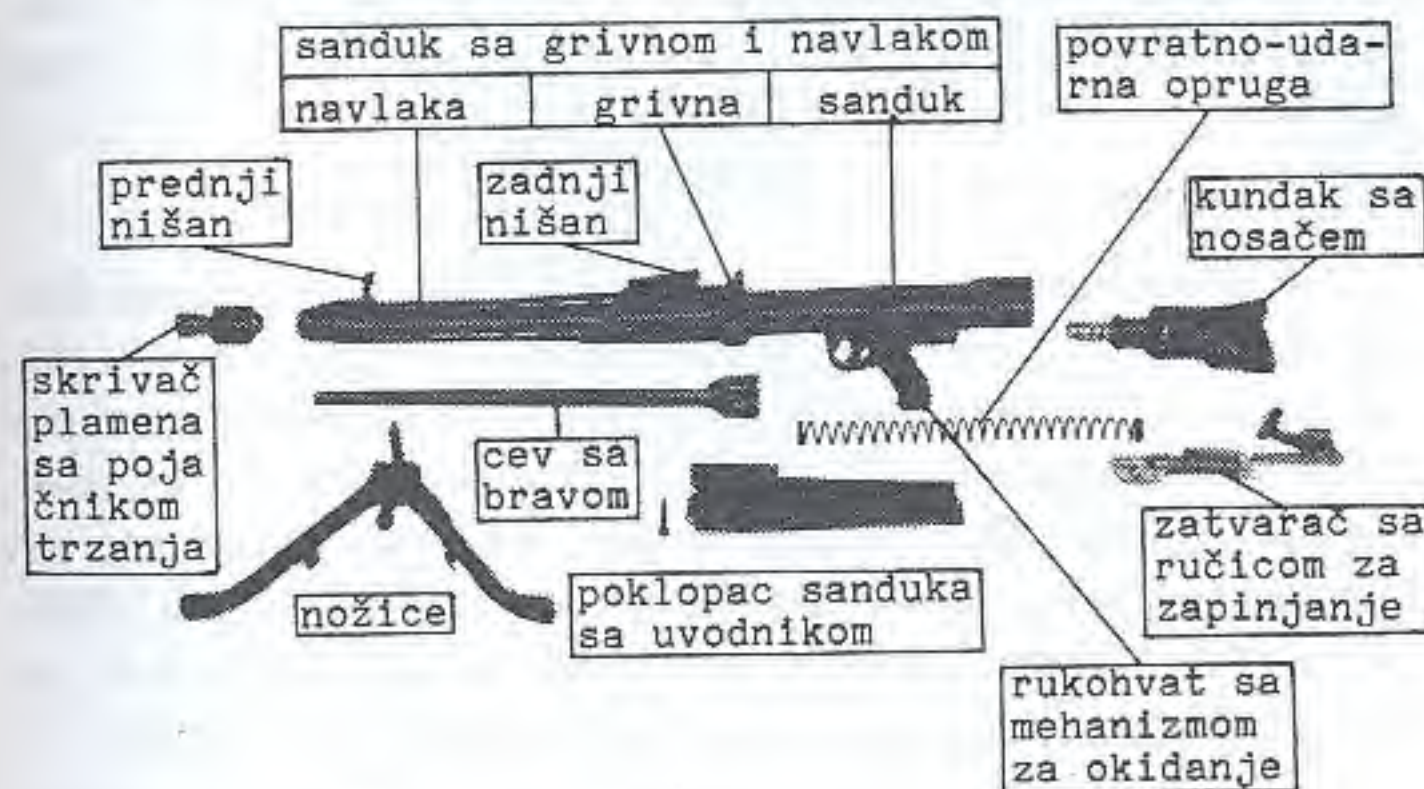 sanduk sa grivnom i navlakom
navlaka grivna sanduk
povratno-uda-
rna opruga
prednji
nišan
zadnji
nišan
kundak sa
nosačem
skrivač
plamena
sa poja
čnikom
trzanja
cev sa
bravom
nožice
poklopac sanduka
sa uvodnikom
zatvarač sa
ručicom za
zapinjanje
rukohvat sa
mehanizmom
za okidanje